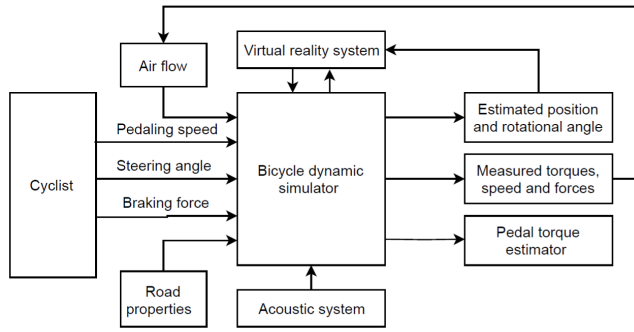 Air flow
Virtual reality system
Cyclist
Pedaling speed
Steering angle
Braking force
Bicycle dynamic
simulator
Estimated position
and rotational angle
Measured torques,
speed and forces
Pedal torque
estimator
Road
properties
Acoustic system